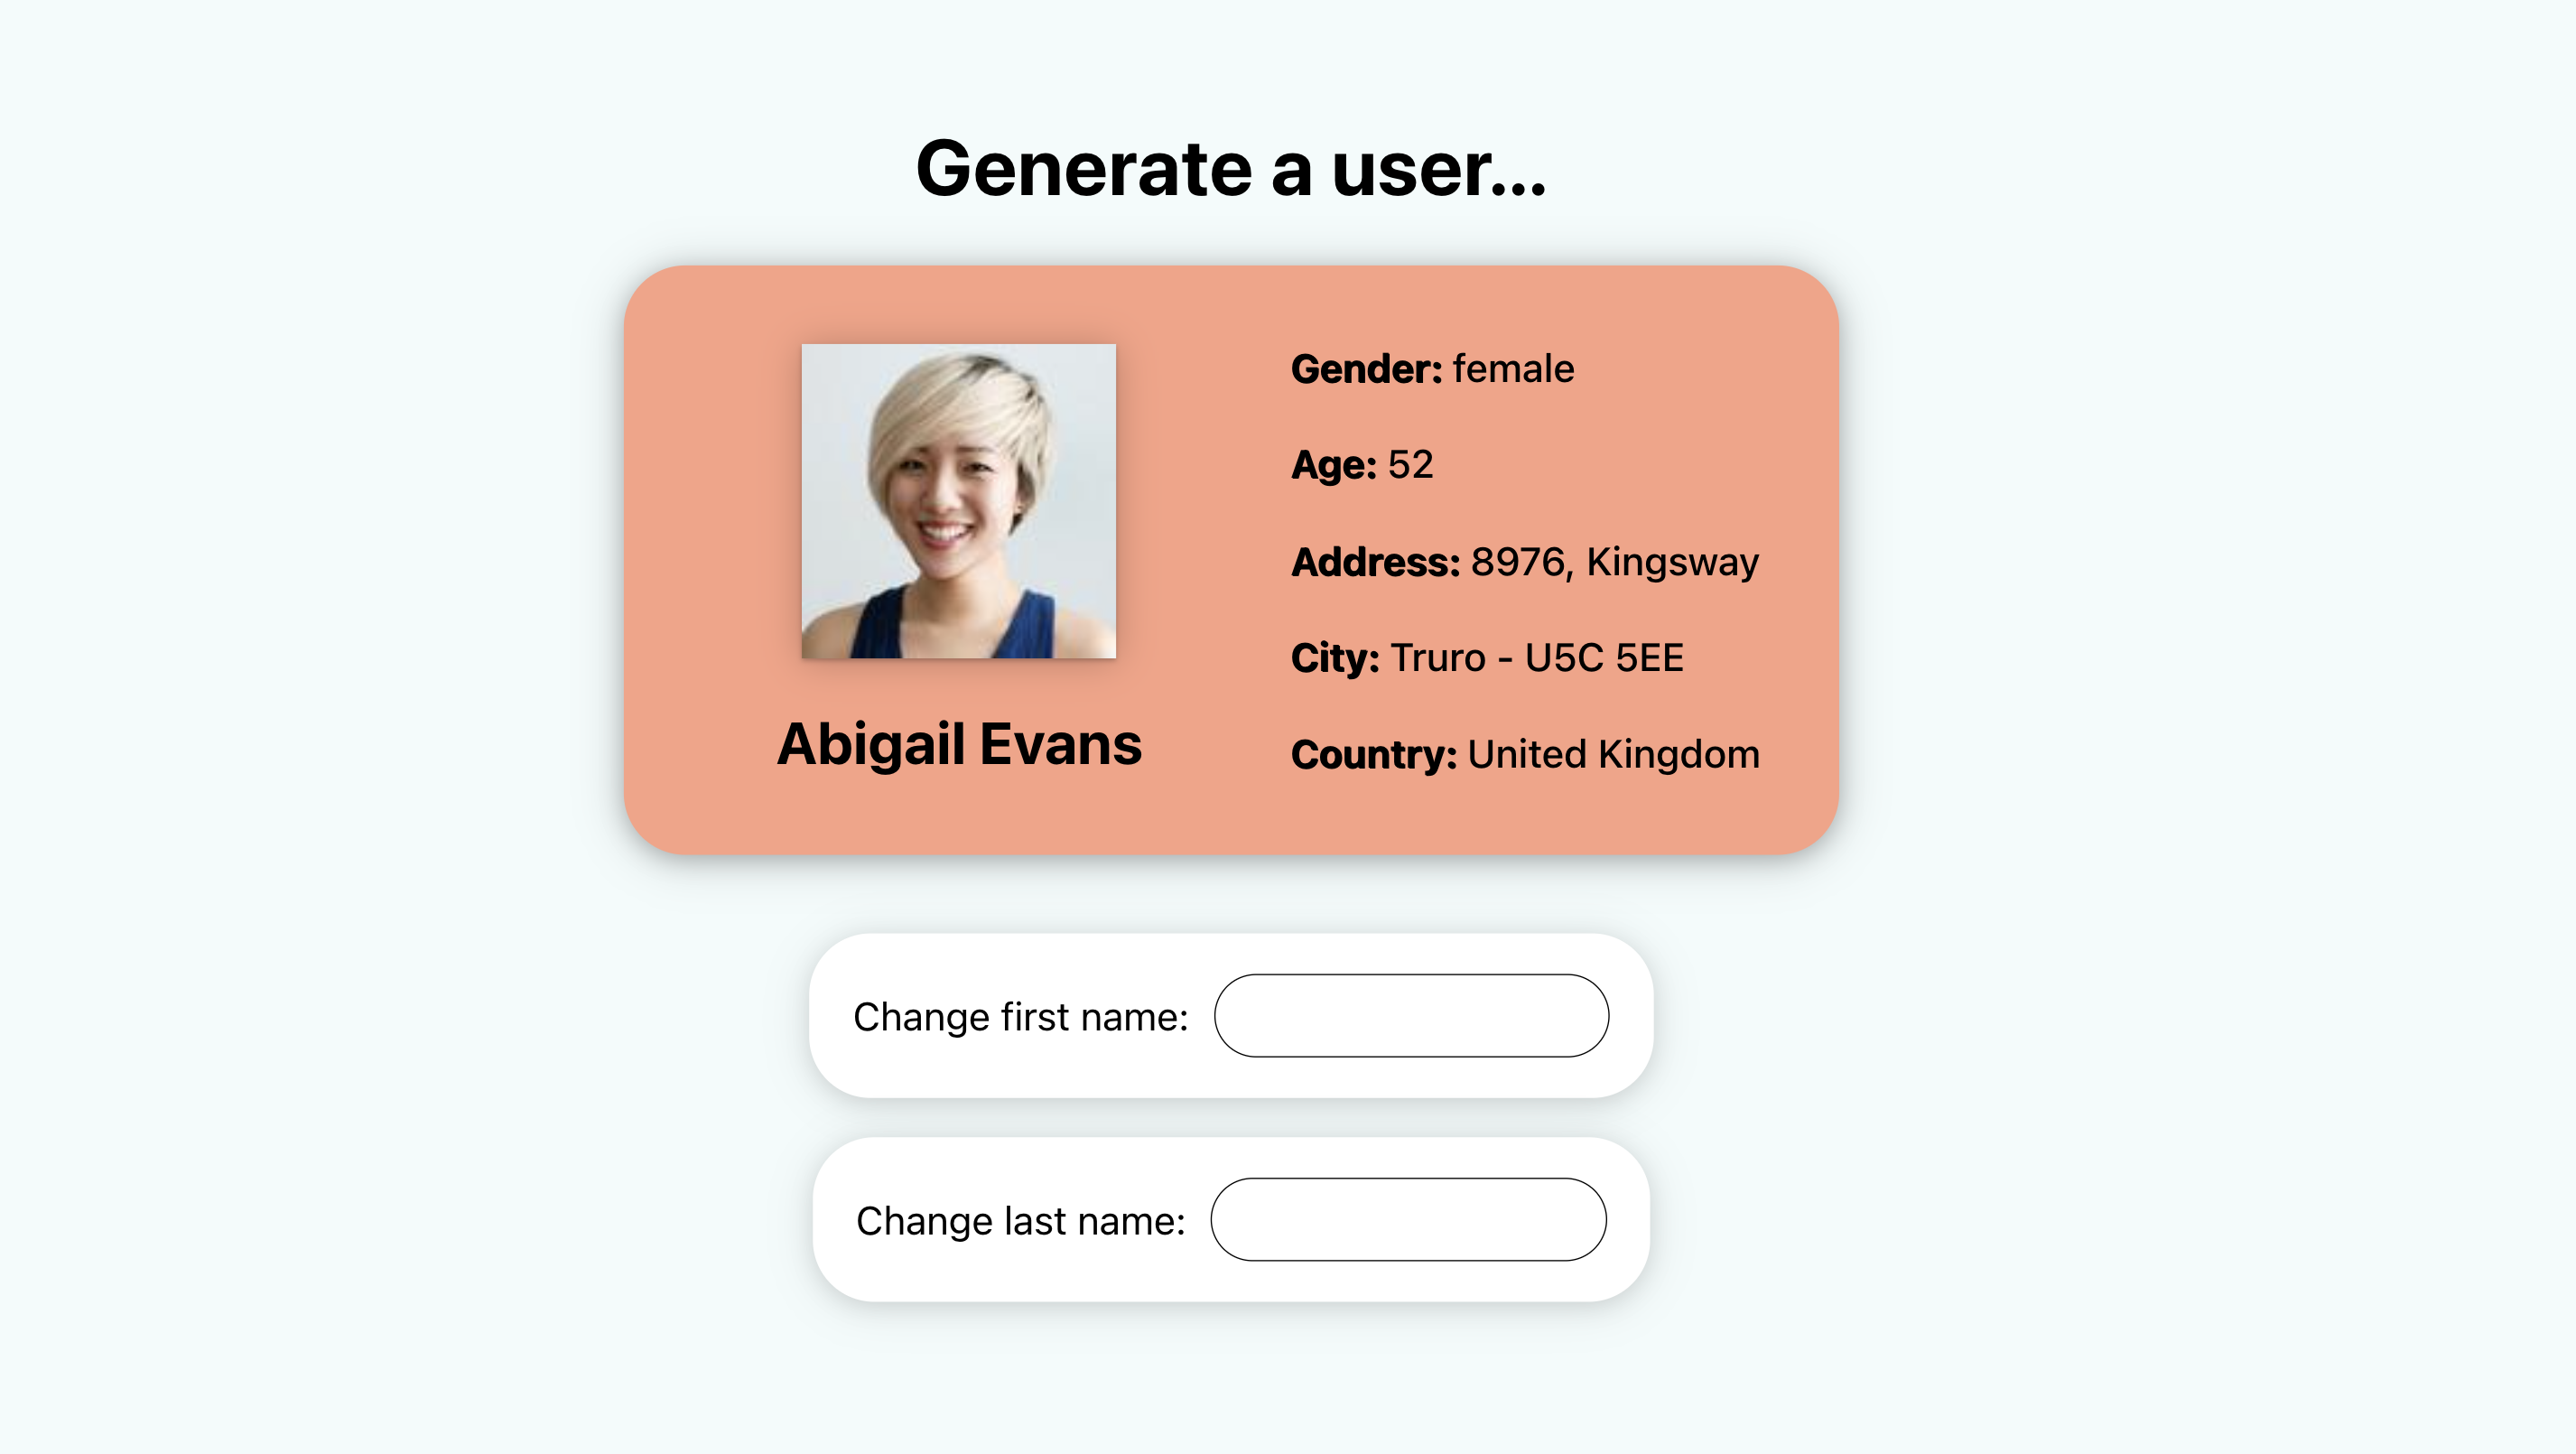 Generate a user...
Gender: female
Age: 52
Address: 8976, Kingsway
City: Truro - U5C 5EE
Country: United Kingdom
Abigail Evans
Change first name:
Change last name: